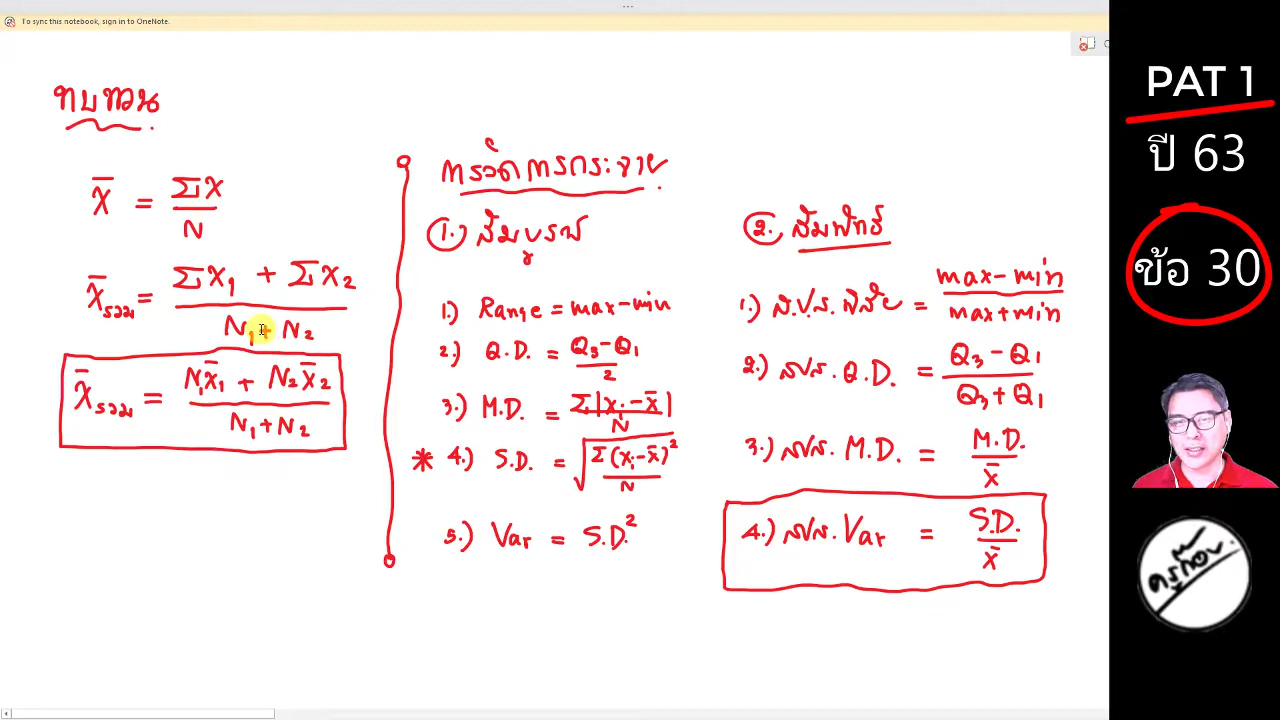 To sync this notebook, sign in to OneNote.
ทบทวน
x̄ = Σx / N
x̄รวม = (Σx₁ + Σx₂) / (N₁ + N₂)
x̄รวม = (N₁x̄₁ + N₂x̄₂) / (N₁ + N₂)
การวัดการกระจาย
1. สัมบูรณ์
1.) Range = max - min
2.) Q.D. = (Q₃ - Q₁) / 2
3.) M.D. = Σ|xᵢ - x̄| / N
* 4.) S.D. = √(Σ(xᵢ - x̄)² / N)
5.) Var = S.D.²
2. สัมพัทธ์
1.) ส.ป.ส. พิสัย = (max - min) / (max + min)
2.) สปส. Q.D. = (Q₃ - Q₁) / (Q₃ + Q₁)
3.) สปส. M.D. = M.D. / x̄
4.) สปส. Var = S.D. / x̄
PAT 1
ปี 63
ข้อ 30
ครูก๊อบ